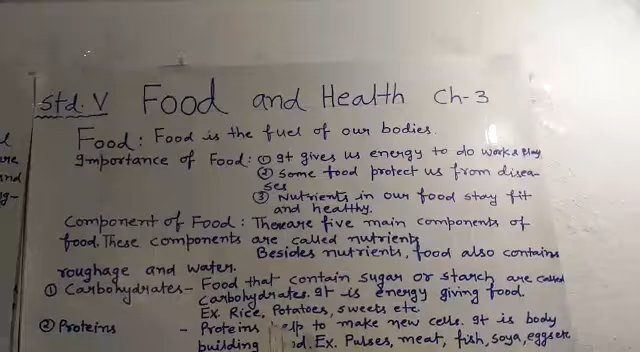 Std. V Food and Health Ch-3
Food: Food is the fuel of our bodies.
Importance of Food: ① It gives us energy to do work & play
② Some food protect us from disea-
ses
③ Nutrients in our food stay fit
and healthy.
Component of Food: There are five main components of
food. These components are called nutrients
Besides nutrients, food also contains
roughage and water.
① Carbohydrates - Food that contain sugar or starch are called
carbohydrates. It is energy giving food.
Ex. Rice, Potatoes, sweets etc.
② Proteins - Proteins help to make new cells. It is body
building Ex. Pulses, meat, fish, soya, eggs etc